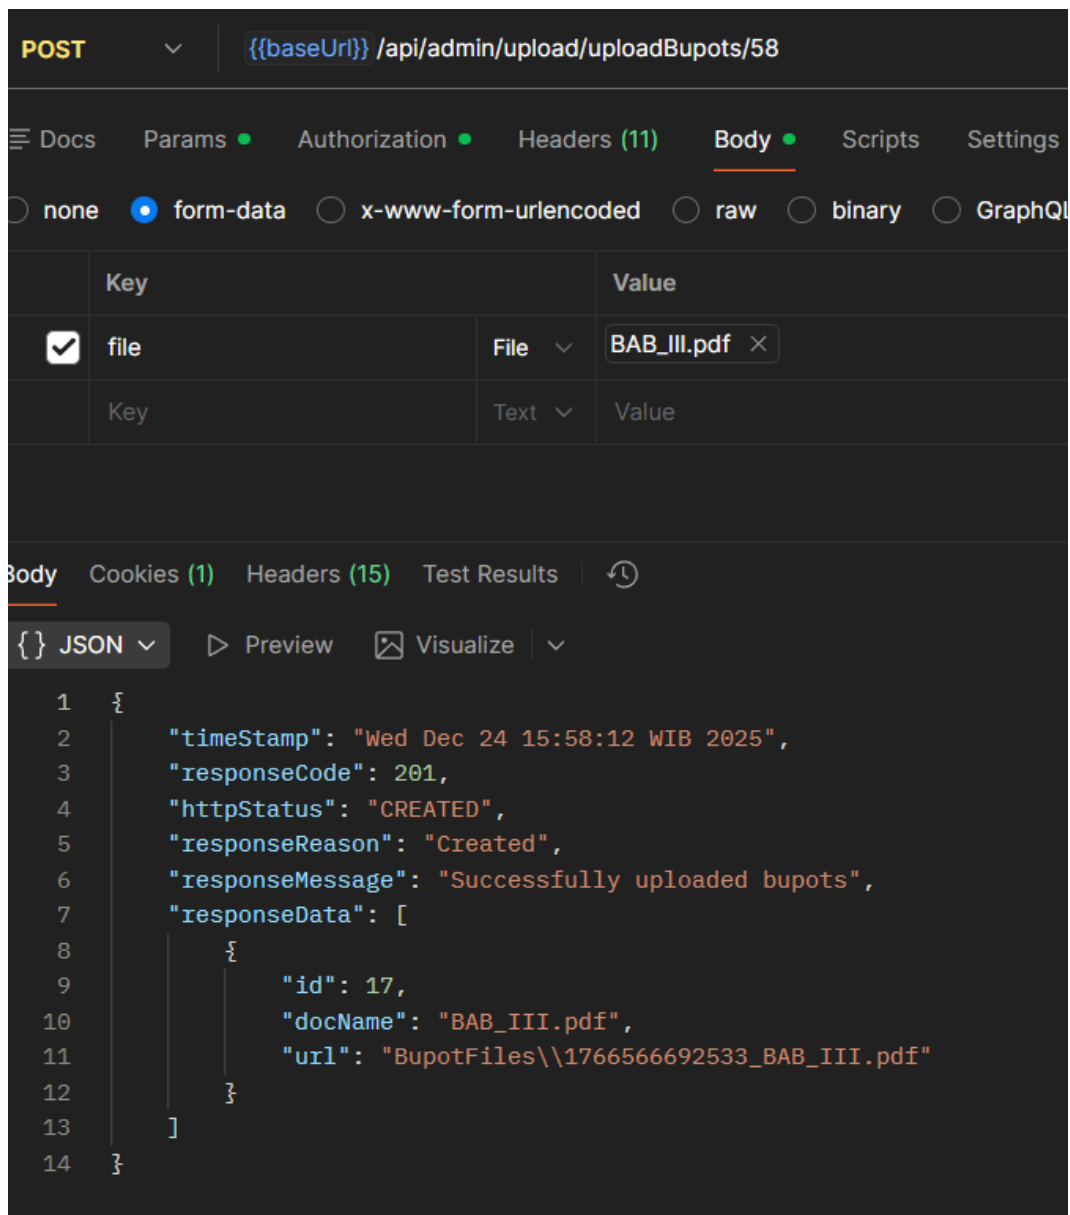 POST {{baseUrl}} /api/admin/upload/uploadBupots/58
Docs Params Authorization Headers (11) Body Scripts Settings
none form-data x-www-form-urlencoded raw binary GraphQL
Key Value
file File BAB_III.pdf
Key Text Value
Body Cookies (1) Headers (15) Test Results
{} JSON Preview Visualize
1 {
2 "timeStamp": "Wed Dec 24 15:58:12 WIB 2025",
3 "responseCode": 201,
4 "httpStatus": "CREATED",
5 "responseReason": "Created",
6 "responseMessage": "Successfully uploaded bupots",
7 "responseData": [
8 {
9 "id": 17,
10 "docName": "BAB_III.pdf",
11 "url": "BupotFiles\\1766566692533_BAB_III.pdf"
12 }
13 ]
14 }